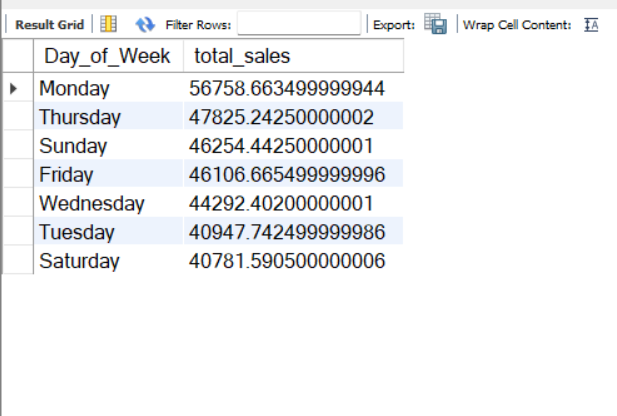 Result Grid Filter Rows: Export: Wrap Cell Content: IA
Day_of_Week total_sales
Monday 56758.663499999944
Thursday 47825.24250000002
Sunday 46254.44250000001
Friday 46106.665499999996
Wednesday 44292.40200000001
Tuesday 40947.742499999986
Saturday 40781.590500000006